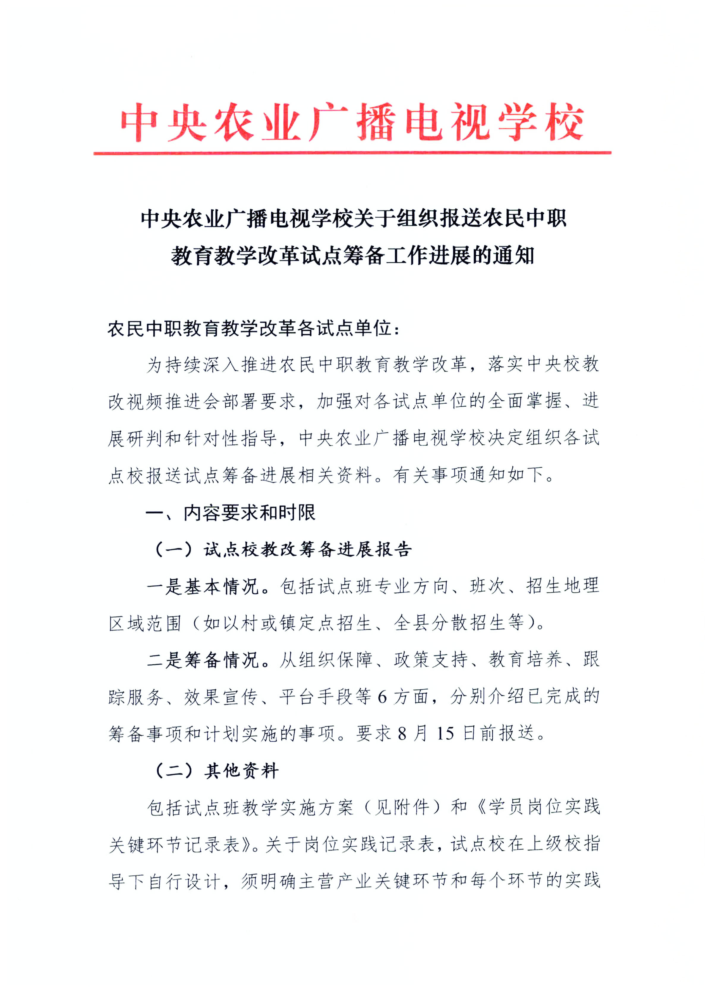 中央农业广播电视学校
中央农业广播电视学校关于组织报送农民中职
教育教学改革试点筹备工作进展的通知
农民中职教育教学改革各试点单位：
为持续深入推进农民中职教育教学改革，落实中央校教
改视频推进会部署要求，加强对各试点单位的全面掌握、进
展研判和针对性指导，中央农业广播电视学校决定组织各试
点校报送试点筹备进展相关资料。有关事项通知如下。
一、内容要求和时限
（一）试点校教改筹备进展报告
一是基本情况。包括试点班专业方向、班次、招生地理
区域范围（如以村或镇定点招生、全县分散招生等）。
二是筹备情况。从组织保障、政策支持、教育培养、跟
踪服务、效果宣传、平台手段等 6 方面，分别介绍已完成的
筹备事项和计划实施的事项。要求 8 月 15 日前报送。
（二）其他资料
包括试点班教学实施方案（见附件）和《学员岗位实践
关键环节记录表》。关于岗位实践记录表，试点校在上级校指
导下自行设计，须明确主营产业关键环节和每个环节的实践